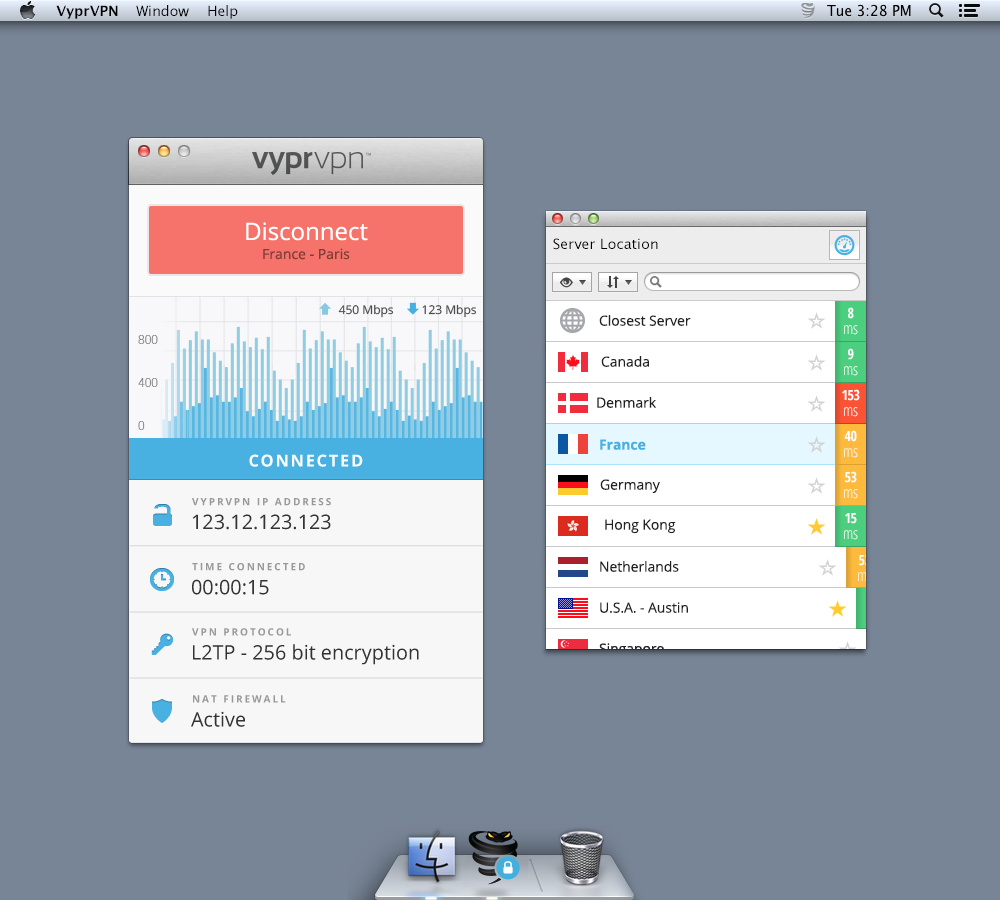 VyprVPN Window Help Tue 3:28 PM
vyprvpn™
Disconnect
France - Paris
450 Mbps 123 Mbps
800
400
0
CONNECTED
VYPRVPN IP ADDRESS
123.12.123.123
TIME CONNECTED
00:00:15
VPN PROTOCOL
L2TP - 256 bit encryption
NAT FIREWALL
Active
Server Location
Closest Server 8 ms
Canada 9 ms
Denmark 153 ms
France 40 ms
Germany 53 ms
Hong Kong 15 ms
Netherlands
U.S.A. - Austin
Singapore